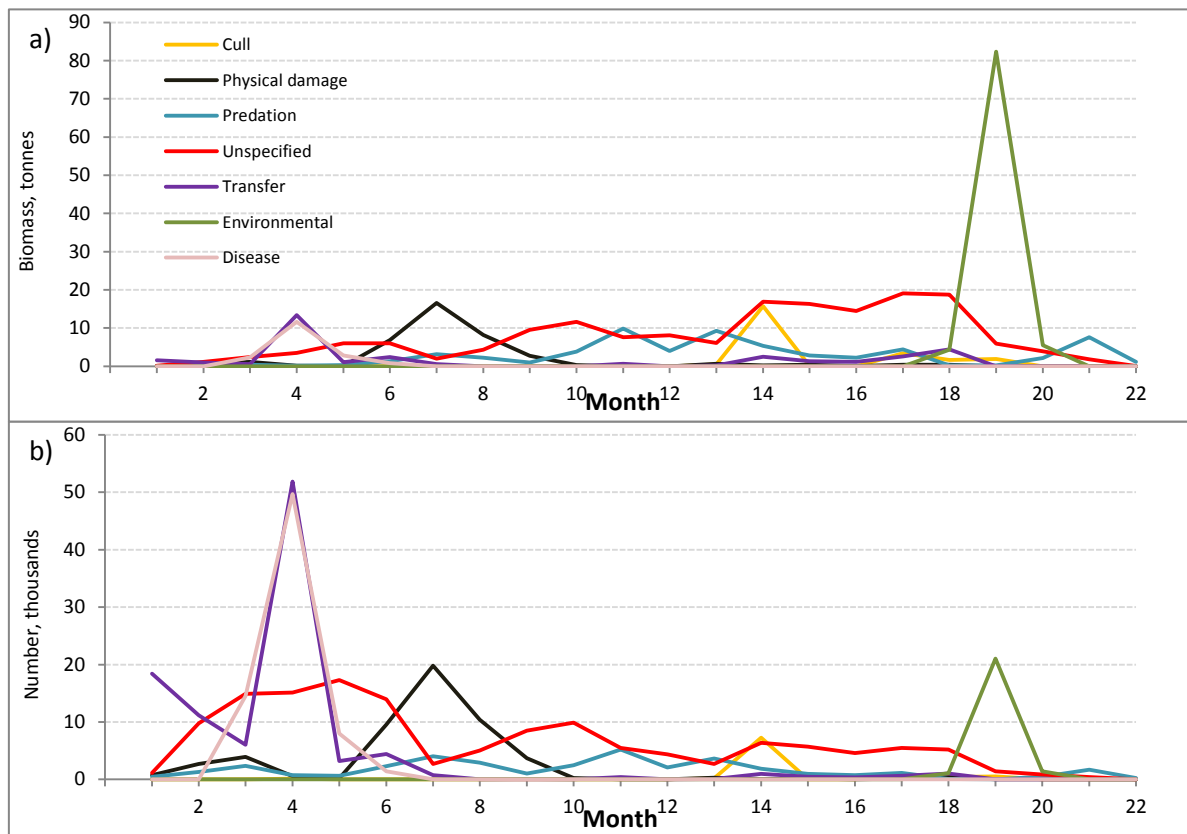 a)
Biomass, tonnes
90
80
70
60
50
40
30
20
10
0
Cull
Physical damage
Predation
Unspecified
Transfer
Environmental
Disease
2 4 6 8 10 12 14 16 18 20 22
Month
b)
Number, thousands
60
50
40
30
20
10
0
2 4 6 8 10 12 14 16 18 20 22
Month